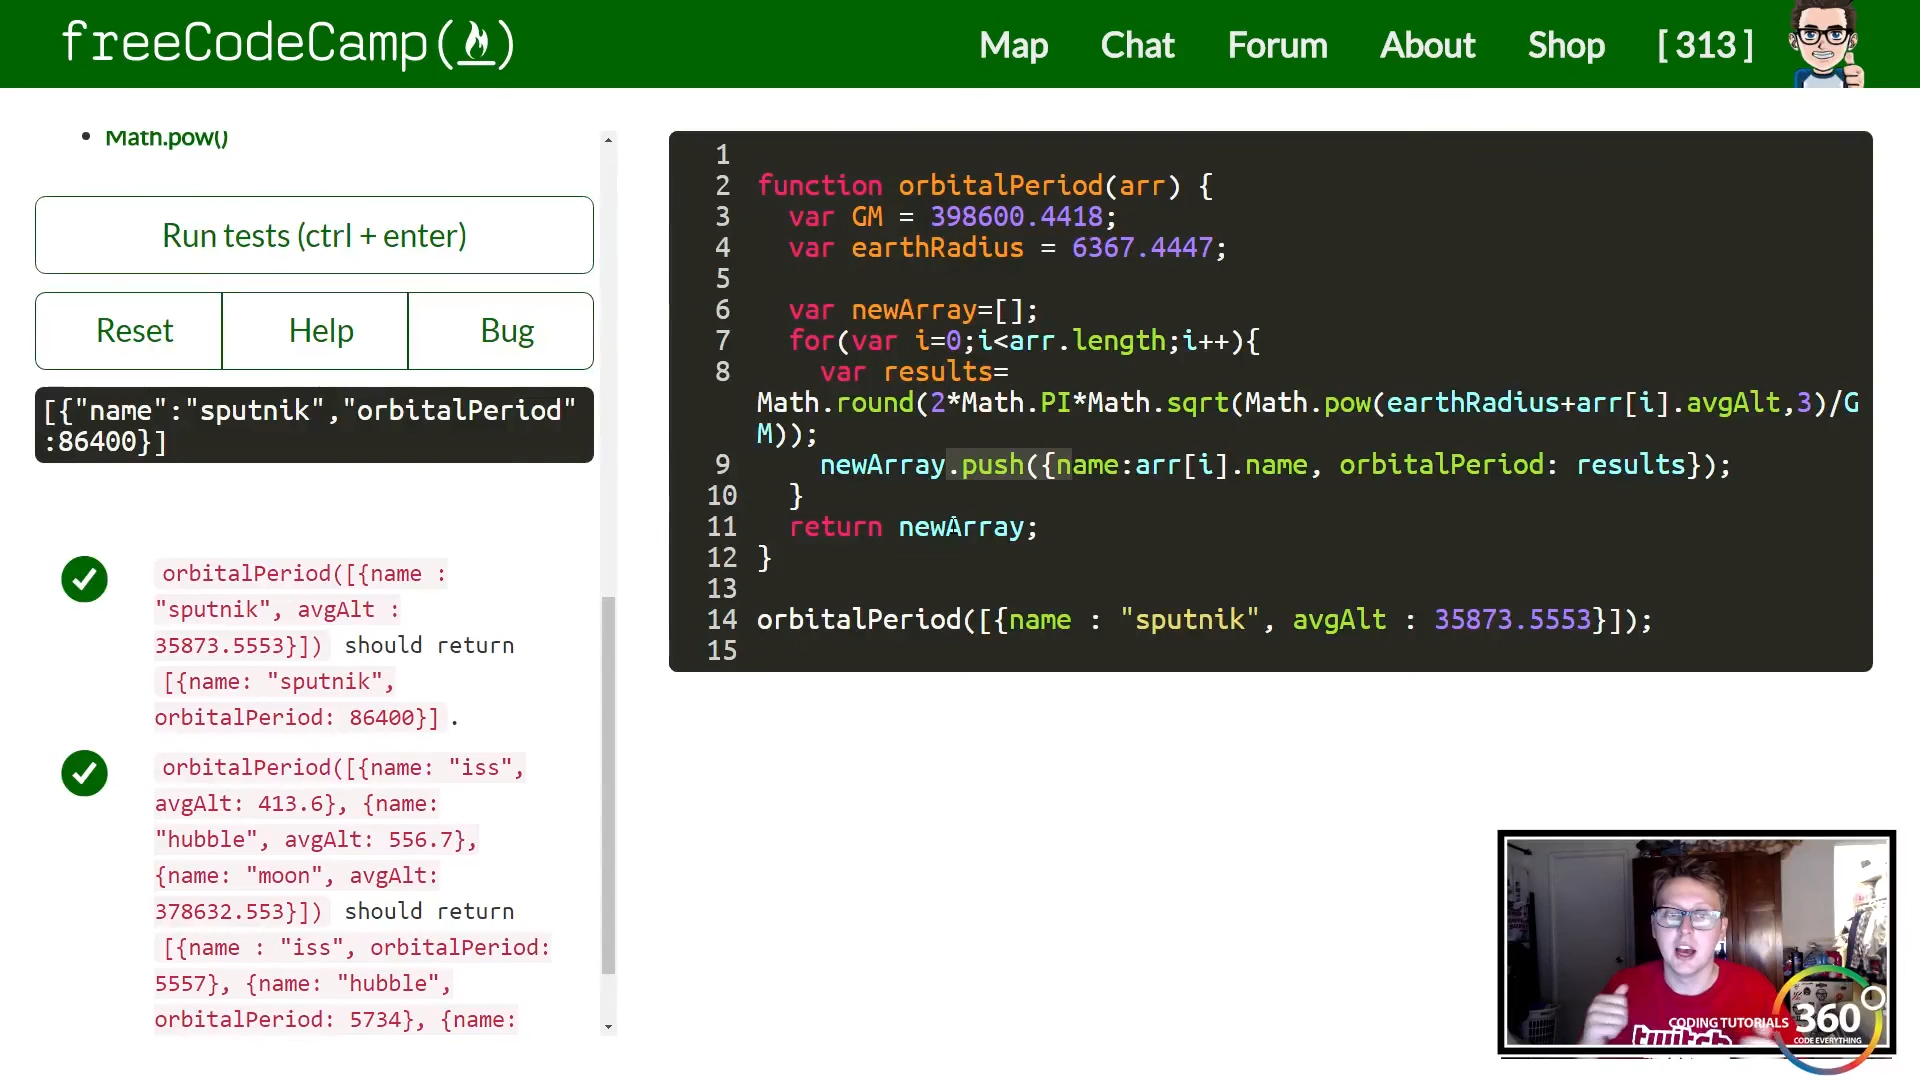 freeCodeCamp( )
Map
Chat
Forum
About
Shop
[ 313 ]
Math.pow()
Run tests (ctrl + enter)
Reset
Help
Bug
[{"name":"sputnik","orbitalPeriod"
:86400}]
orbitalPeriod([{name :
"sputnik", avgAlt :
35873.5553}]) should return
[{name: "sputnik",
orbitalPeriod: 86400}] .
orbitalPeriod([{name: "iss",
avgAlt: 413.6}, {name:
"hubble", avgAlt: 556.7},
{name: "moon", avgAlt:
378632.553}]) should return
[{name : "iss", orbitalPeriod:
5557}, {name: "hubble",
orbitalPeriod: 5734}, {name:
1
2 function orbitalPeriod(arr) {
3 var GM = 398600.4418;
4 var earthRadius = 6367.4447;
5
6 var newArray=[];
7 for(var i=0;i<arr.length;i++){
8 var results=
Math.round(2*Math.PI*Math.sqrt(Math.pow(earthRadius+arr[i].avgAlt,3)/G
M));
9 newArray.push({name:arr[i].name, orbitalPeriod: results});
10 }
11 return newArray;
12 }
13
14 orbitalPeriod([{name : "sputnik", avgAlt : 35873.5553}]);
15
twitch
CODING TUTORIALS 360
CODE EVERYTHING